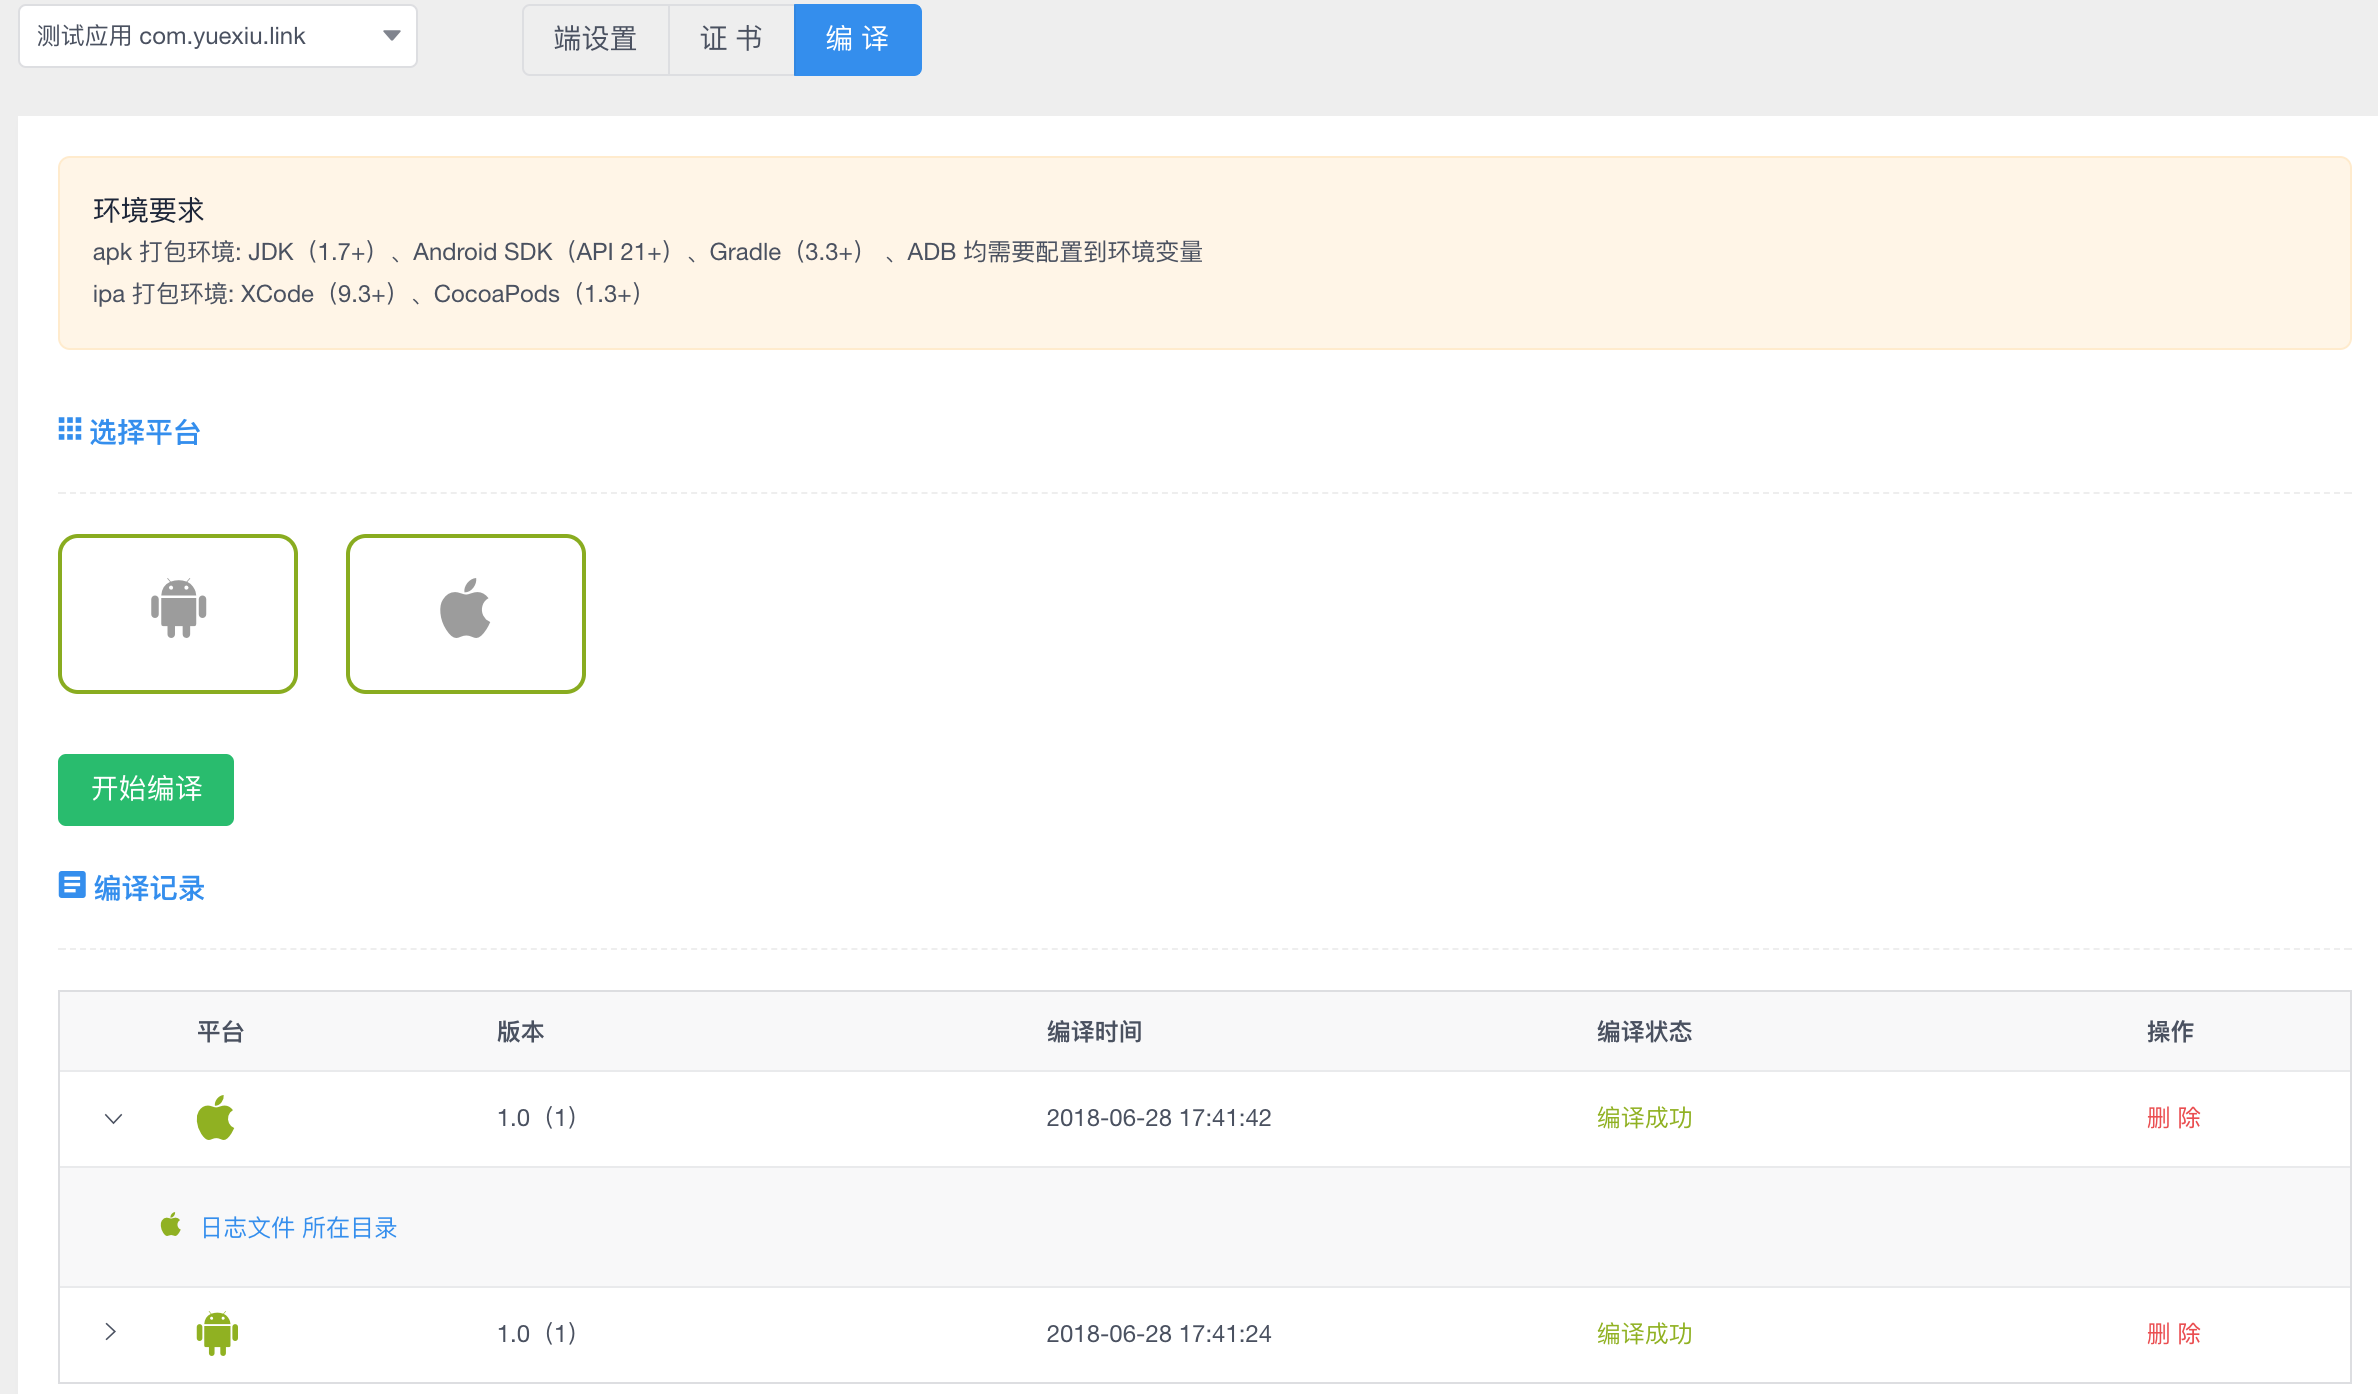 测试应用 com.yuexiu.link
端设置 证 书 编 译
环境要求
apk 打包环境: JDK（1.7+）、Android SDK（API 21+）、Gradle（3.3+） 、ADB 均需要配置到环境变量
ipa 打包环境: XCode（9.3+）、CocoaPods（1.3+）
选择平台
开始编译
编译记录
平台 版本 编译时间 编译状态 操作
1.0（1） 2018-06-28 17:41:42 编译成功 删 除
日志文件 所在目录
1.0（1） 2018-06-28 17:41:24 编译成功 删 除